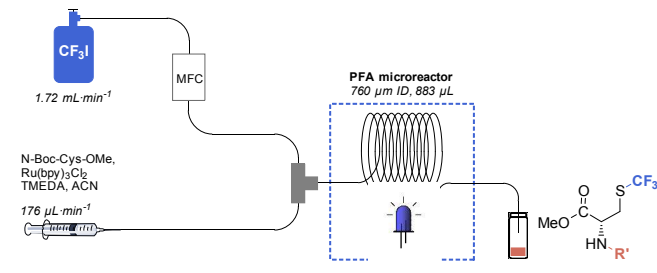 CF₃I
1.72 mL·min⁻¹
MFC
N-Boc-Cys-OMe,
Ru(bpy)₃Cl₂
TMEDA, ACN
176 µL·min⁻¹
PFA microreactor
760 µm ID, 883 µL
S
CF₃
O
MeO
HN
R'